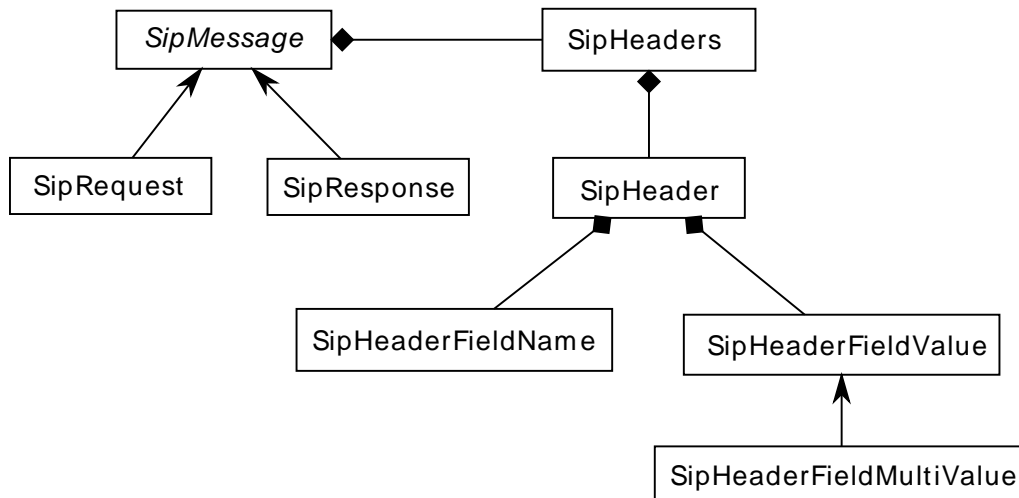 SipMessage
SipHeaders
SipRequest
SipResponse
SipHeader
SipHeaderFieldName
SipHeaderFieldValue
SipHeaderFieldMultiValue